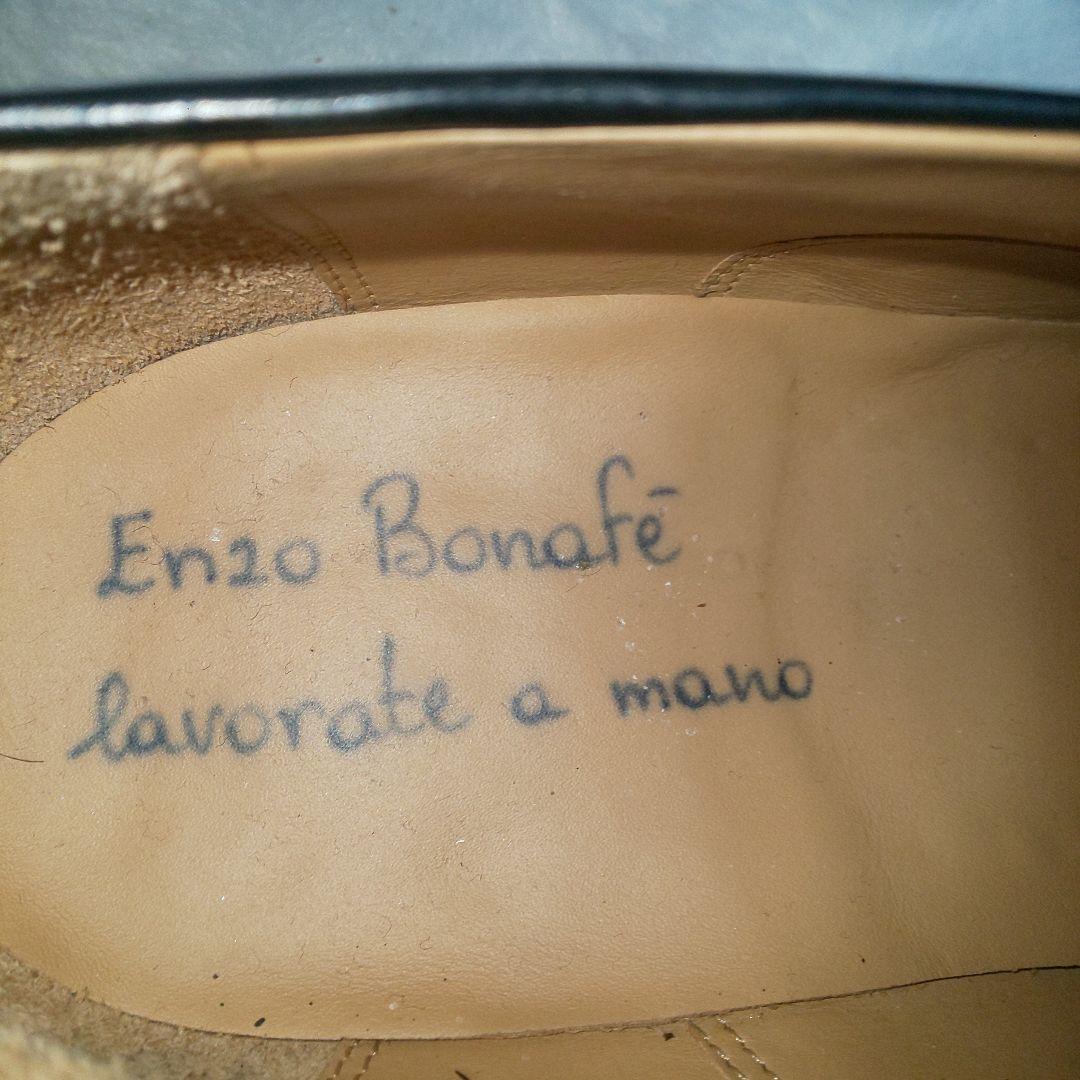 Enzo Bonafé
lavorate a mano